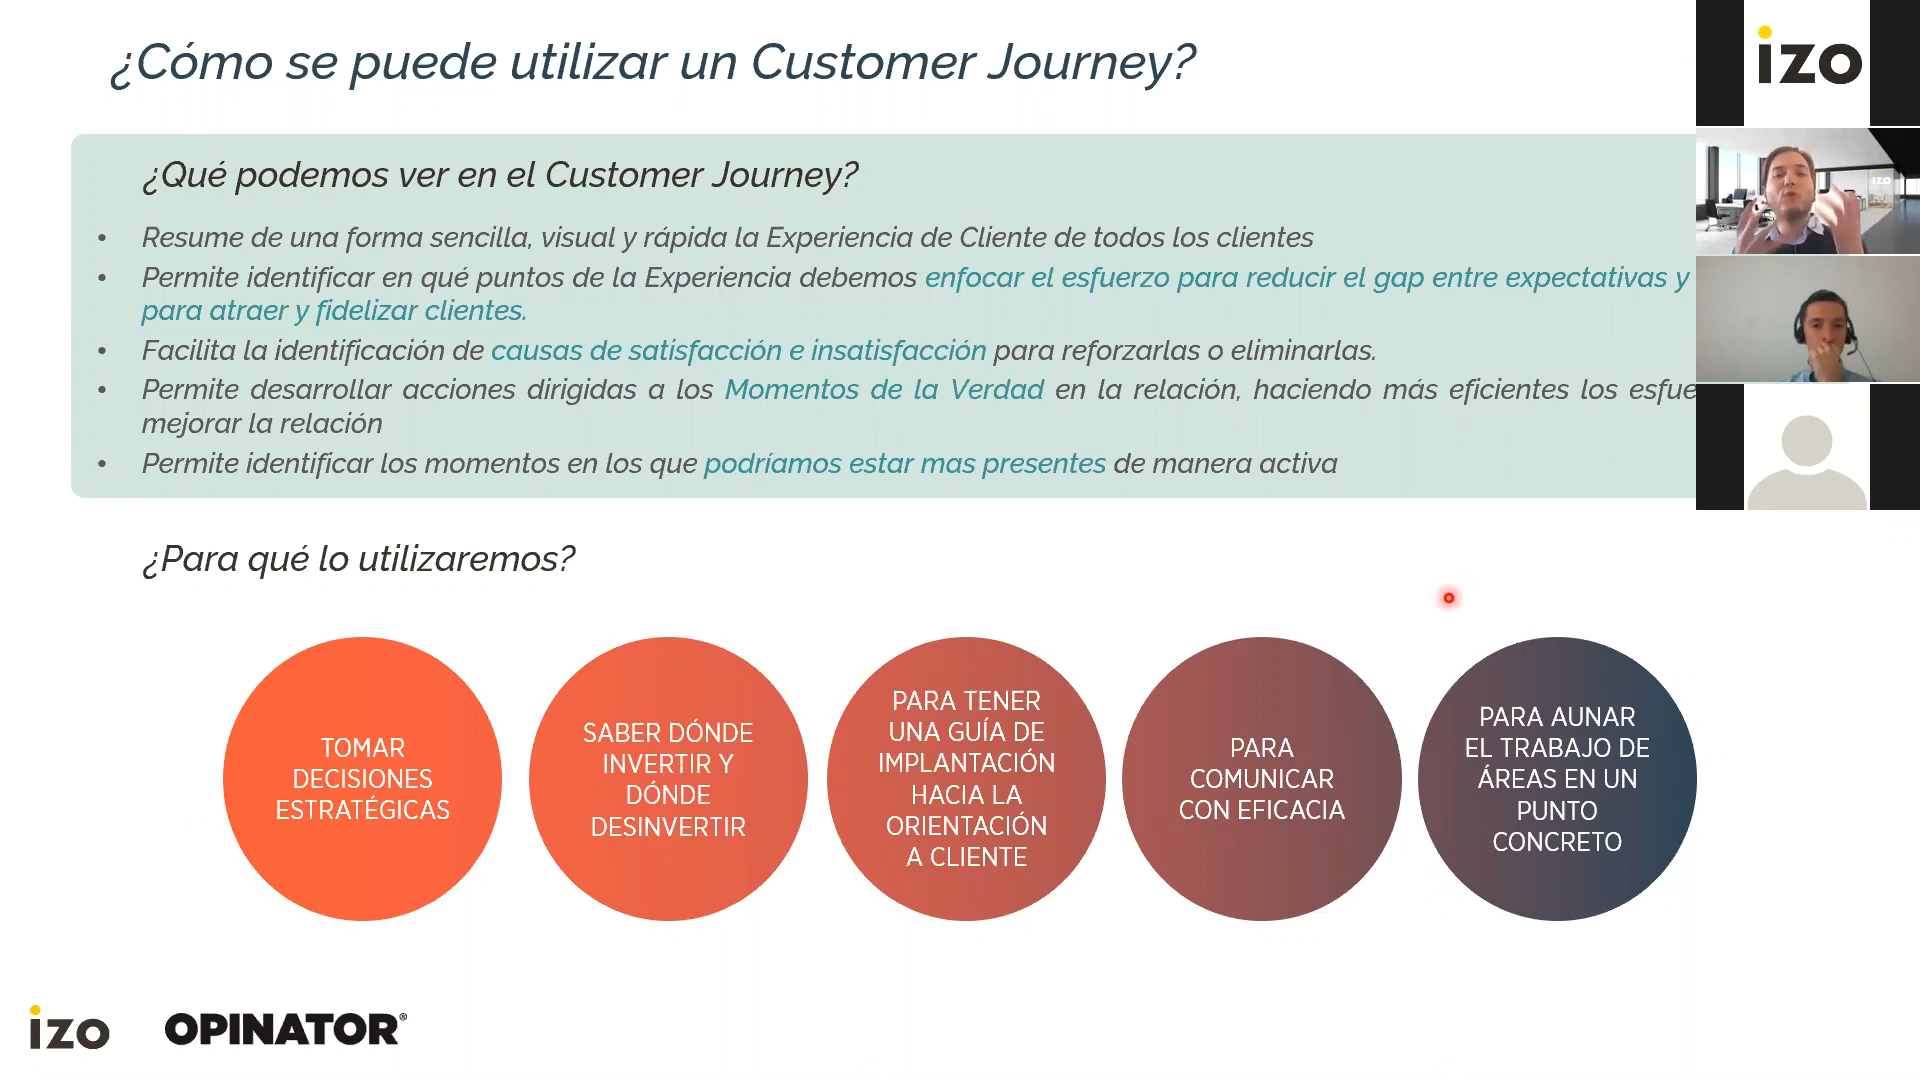 ¿Cómo se puede utilizar un Customer Journey?
izo
¿Qué podemos ver en el Customer Journey?
• Resume de una forma sencilla, visual y rápida la Experiencia de Cliente de todos los clientes
• Permite identificar en qué puntos de la Experiencia debemos enfocar el esfuerzo para reducir el gap entre expectativas y
para atraer y fidelizar clientes.
• Facilita la identificación de causas de satisfacción e insatisfacción para reforzarlas o eliminarlas.
• Permite desarrollar acciones dirigidas a los Momentos de la Verdad en la relación, haciendo más eficientes los esfue
mejorar la relación
• Permite identificar los momentos en los que podríamos estar mas presentes de manera activa
izo
¿Para qué lo utilizaremos?
TOMAR
DECISIONES
ESTRATÉGICAS
SABER DÓNDE
INVERTIR Y
DÓNDE
DESINVERTIR
PARA TENER
UNA GUÍA DE
IMPLANTACIÓN
HACIA LA
ORIENTACIÓN
A CLIENTE
PARA
COMUNICAR
CON EFICACIA
PARA AUNAR
EL TRABAJO DE
ÁREAS EN UN
PUNTO
CONCRETO
izo
OPINATOR®